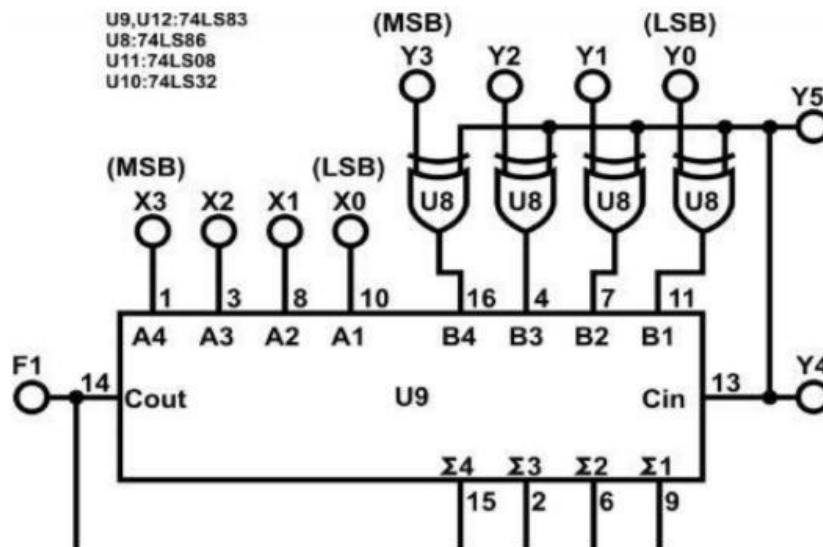 U9,U12:74LS83
U8:74LS86
U11:74LS08
U10:74LS32
(MSB) (LSB)
Y3 Y2 Y1 Y0
Y5
(MSB) (LSB)
X3 X2 X1 X0
U8 U8 U8 U8
1 3 8 10 16 4 7 11
A4 A3 A2 A1 B4 B3 B2 B1
F1 14 Cout U9 Cin 13 Y4
Σ4 Σ3 Σ2 Σ1
15 2 6 9